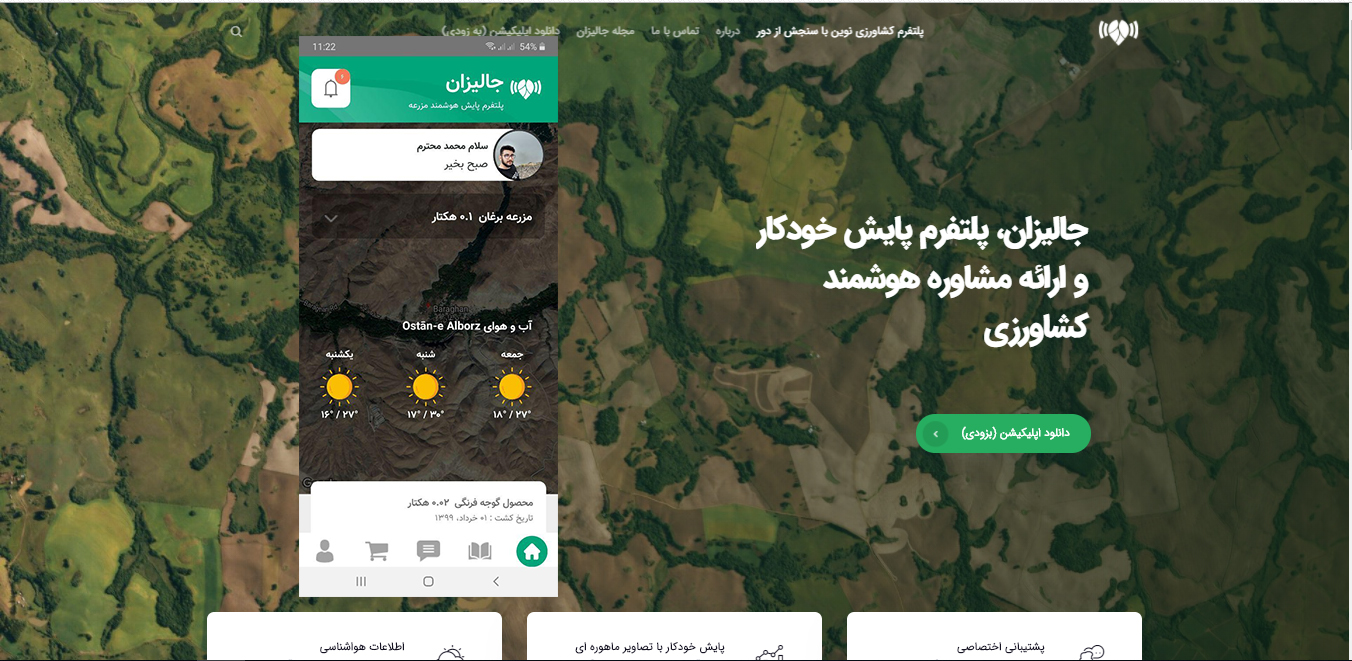 پلتفرم کشاورزی نوین با سنجش از دور
درباره
تماس با ما
مجله جالیزان
دانلود اپلیکیشن (به زودی)
11:22
54%
جالیزان
پلتفرم پایش هوشمند مزرعه
سلام محمد محترم
صبح بخیر
مزرعه برغان ۰.۱ هکتار
Baraghan
آب و هوای Ostān-e Alborz
جمعه
شنبه
یکشنبه
۱۸° / ۲۷°
۱۷° / ۳۰°
۱۶° / ۲۷°
محصول گوجه فرنگی ۰.۰۲ هکتار
تاریخ کشت : ۰۱ خرداد، ۱۳۹۹
جالیزان، پلتفرم پایش خودکار
و ارائه مشاوره هوشمند
کشاورزی
دانلود اپلیکیشن (بزودی)
پشتیبانی اختصاصی
پایش خودکار با تصاویر ماهوره ای
اطلاعات هواشناسی